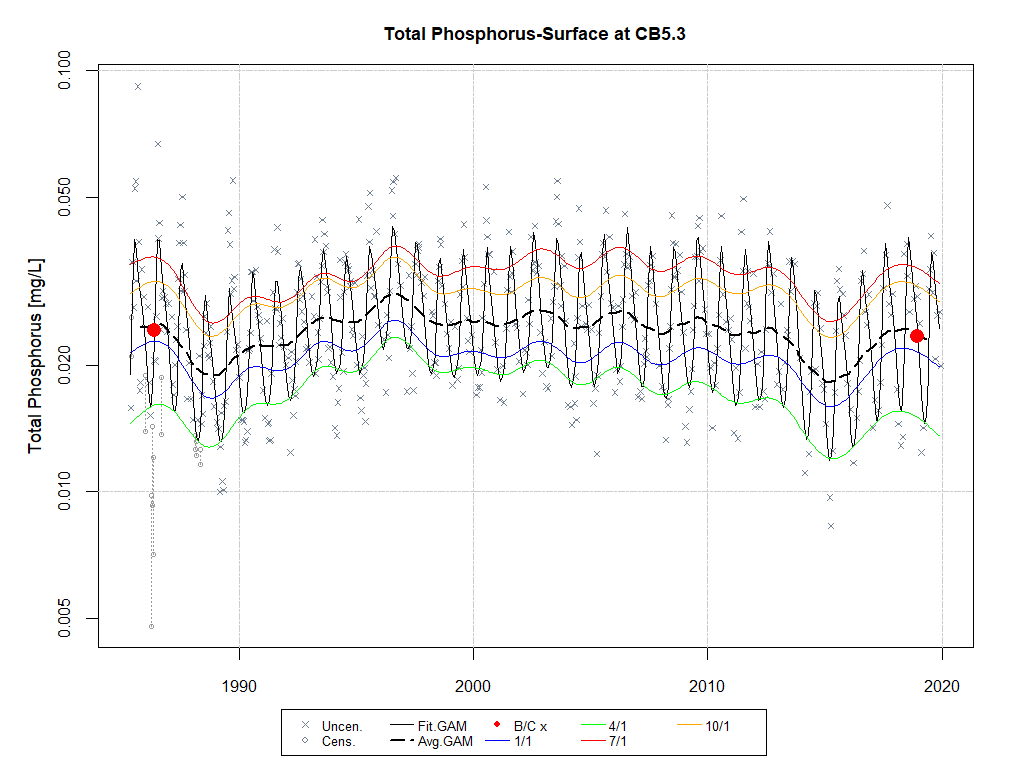 Total Phosphorus-Surface at CB5.3
Total Phosphorus [mg/L]
0.100
0.050
0.020
0.010
0.005
1990 2000 2010 2020
Uncen. Fit.GAM B/C x 4/1 10/1
Cens. Avg.GAM 1/1 7/1